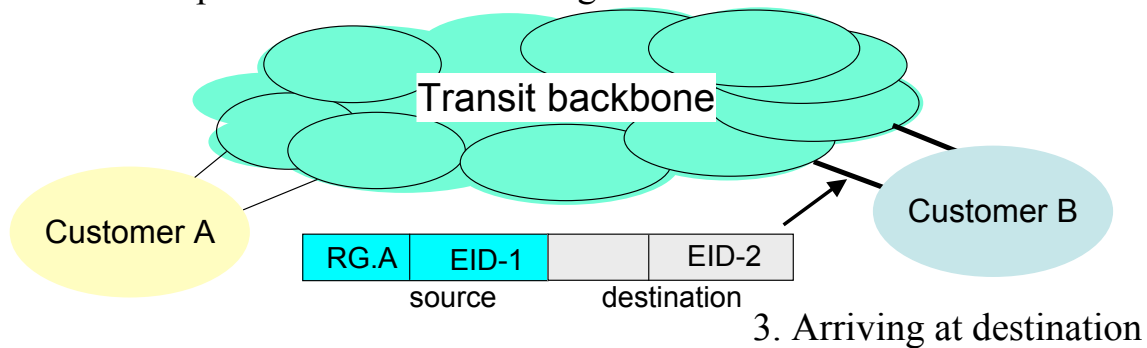 Transit backbone
Customer A
Customer B
RG.A EID-1 EID-2
source destination
3. Arriving at destination